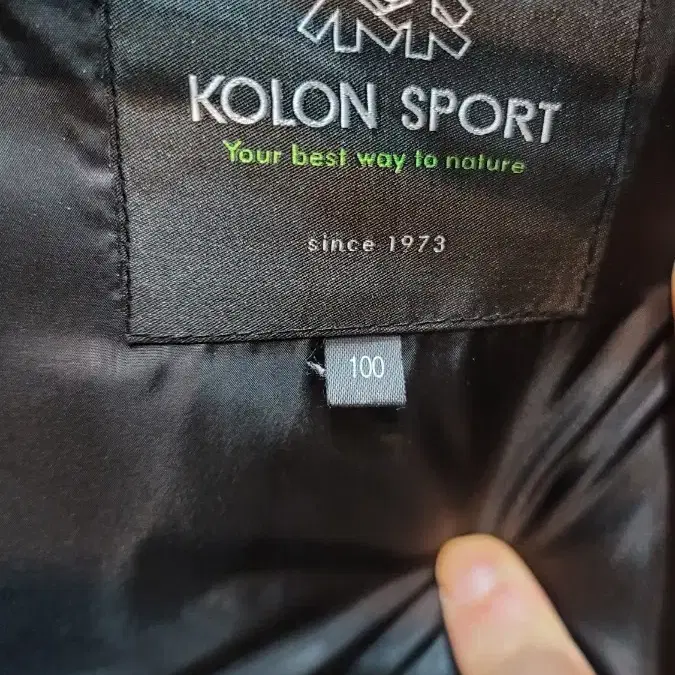 KOLON SPORT
Your best way to nature
since 1973
100